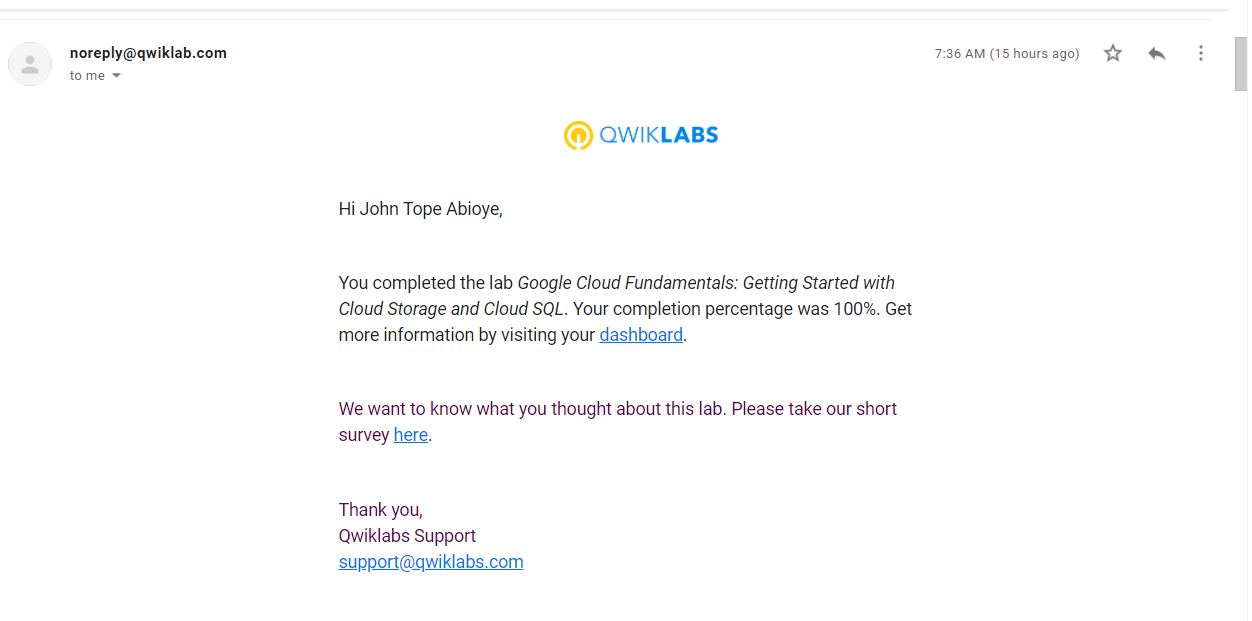 noreply@qwiklab.com
7:36 AM (15 hours ago)
to me
QWIKLABS
Hi John Tope Abioye,
You completed the lab Google Cloud Fundamentals: Getting Started with
Cloud Storage and Cloud SQL. Your completion percentage was 100%. Get
more information by visiting your dashboard.
We want to know what you thought about this lab. Please take our short
survey here.
Thank you,
Qwiklabs Support
support@qwiklabs.com